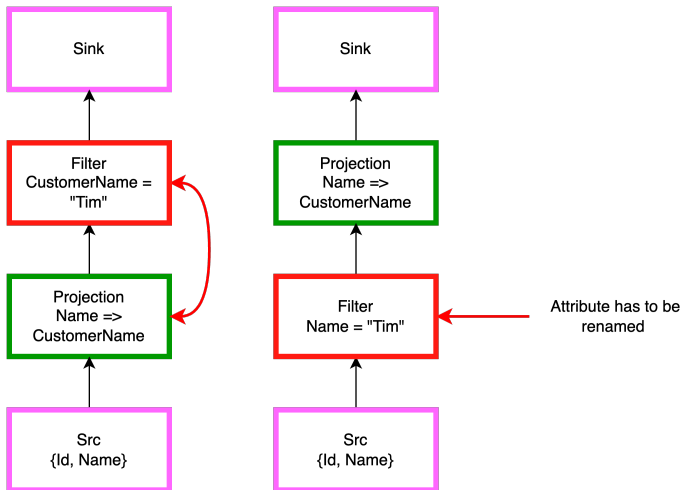 Sink
Filter
CustomerName =
"Tim"
Projection
Name =>
CustomerName
Src
{Id, Name}
Sink
Projection
Name =>
CustomerName
Filter
Name = "Tim"
Src
{Id, Name}
Attribute has to be
renamed